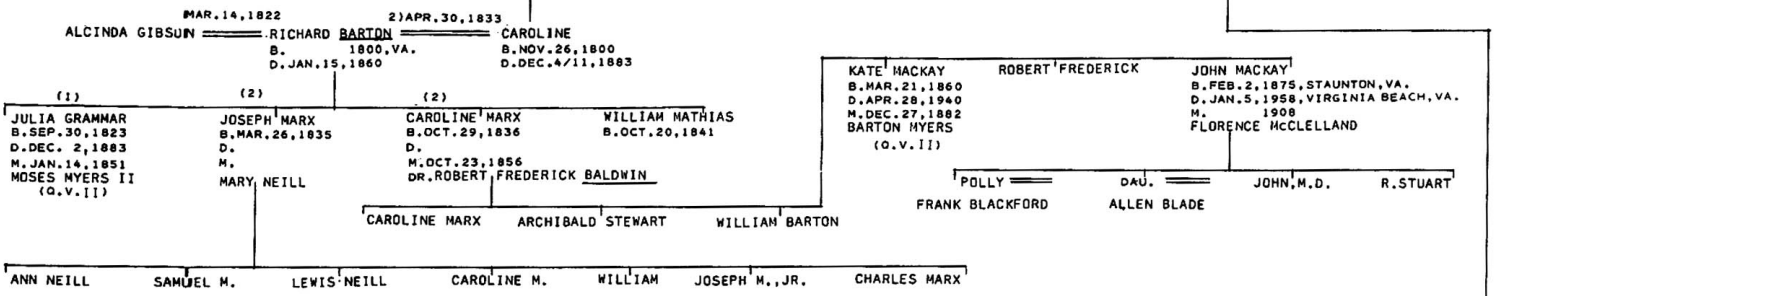 MAR.14,1822 2)APR.30,1833
ALCINDA GIBSON RICHARD BARTON CAROLINE
B. 1800,VA. B.NOV.26,1800
D.JAN.15,1860 D.DEC.4/11,1883
KATE MACKAY ROBERT FREDERICK JOHN MACKAY
B.MAR.21,1860 B.FEB.2,1875,STAUNTON,VA.
D.APR.28,1940 D.JAN.5,1958,VIRGINIA BEACH,VA.
M.DEC.27,1882 M. 1908
BARTON MYERS FLORENCE McCLELLAND
(Q.V.II)
(1) (2) (2)
JULIA GRAMMAR JOSEPH MARX CAROLINE MARX WILLIAM MATHIAS
B.SEP.30,1823 B.MAR.26,1835 B.OCT.29,1836 B.OCT.20,1841
D.DEC. 2,1883 D. D.
M.JAN.14,1851 M. M.OCT.23,1856
MOSES MYERS II MARY NEILL DR.ROBERT FREDERICK BALDWIN
(Q.V.II)
POLLY DAU. JOHN,M.D. R.STUART
FRANK BLACKFORD ALLEN BLADE
CAROLINE MARX ARCHIBALD STEWART WILLIAM BARTON
ANN NEILL SAMUEL M. LEWIS NEILL CAROLINE M. WILLIAM JOSEPH M.,JR. CHARLES MARX